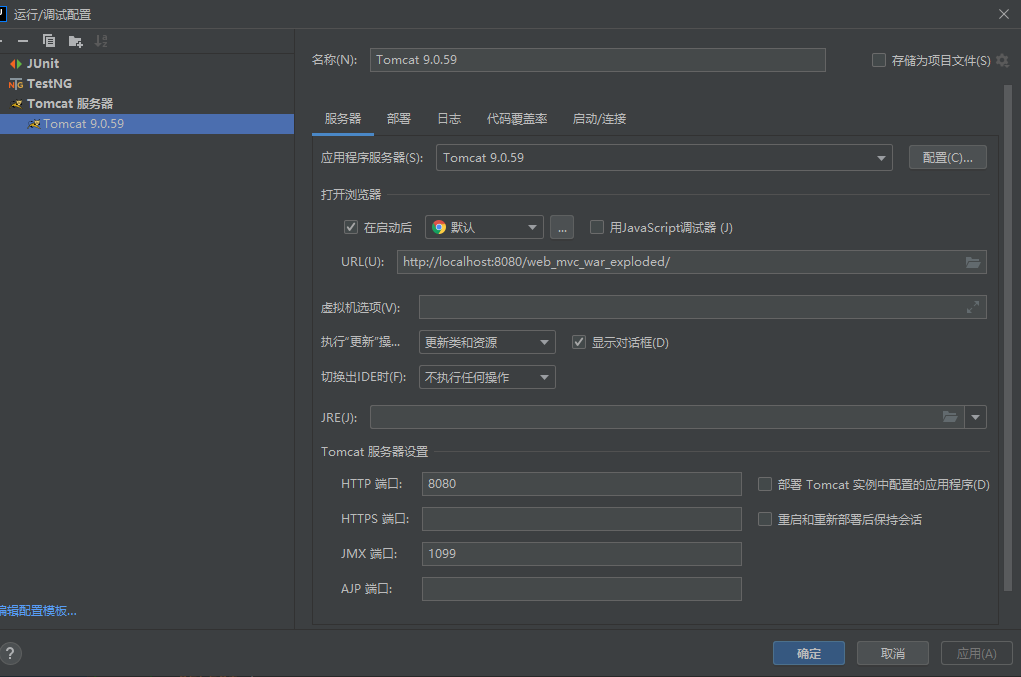 运行/调试配置
JUnit
TestNG
Tomcat 服务器
Tomcat 9.0.59
编辑配置模板...
名称(N): Tomcat 9.0.59 存储为项目文件(S)
服务器 部署 日志 代码覆盖率 启动/连接
应用程序服务器(S): Tomcat 9.0.59 配置(C)...
打开浏览器
在启动后 默认 ... 用JavaScript调试器 (J)
URL(U): http://localhost:8080/web_mvc_war_exploded/
虚拟机选项(V):
执行"更新"操... 更新类和资源 显示对话框(D)
切换出IDE时(F): 不执行任何操作
JRE(J):
Tomcat 服务器设置
HTTP 端口: 8080 部署 Tomcat 实例中配置的应用程序(D)
HTTPS 端口: 重启和重新部署后保持会话
JMX 端口: 1099
AJP 端口:
? 确定 取消 应用(A)